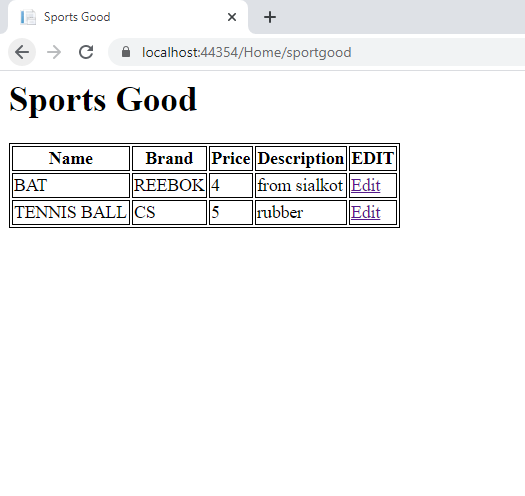 Sports Good
localhost:44354/Home/sportgood
Sports Good
Name Brand Price Description EDIT
BAT REEBOK 4 from sialkot Edit
TENNIS BALL CS 5 rubber Edit